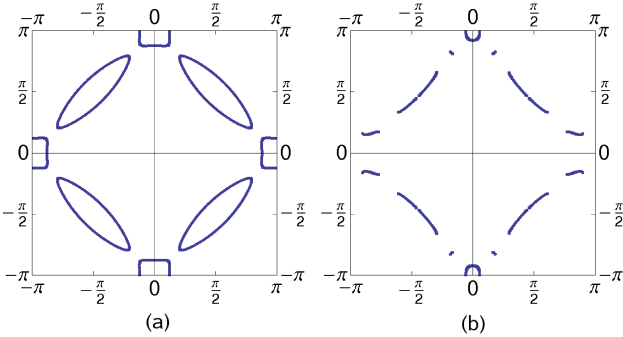 −π −π/2 0 π/2 π −π −π/2 0 π/2 π
π π π π
π/2 π/2 π/2 π/2
0 0 0 0
−π/2 −π/2 −π/2 −π/2
−π −π −π −π
−π −π/2 0 π/2 π −π −π/2 0 π/2 π
(a) (b)